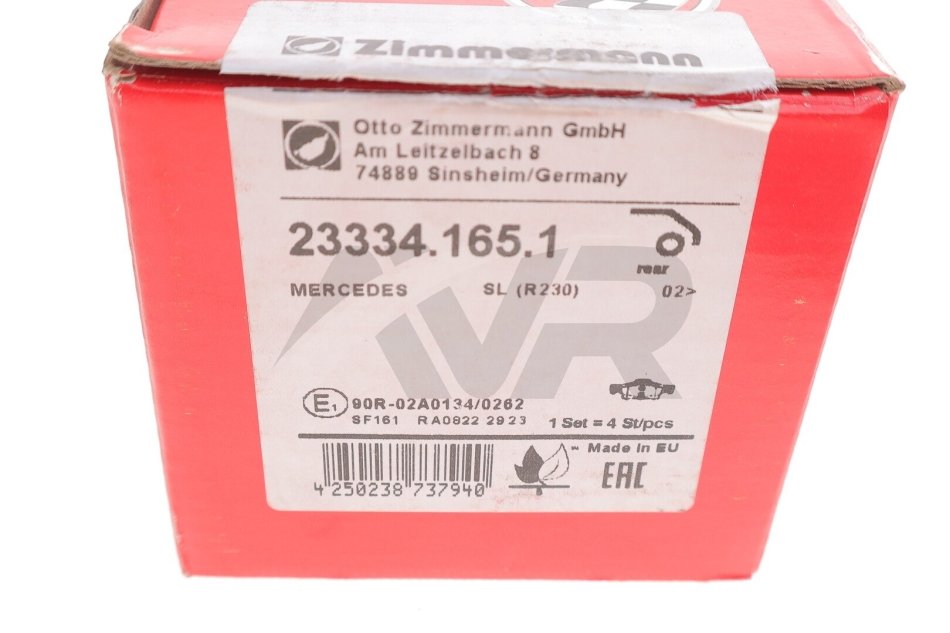 Zimmermann
Otto Zimmermann GmbH
Am Leitzelbach 8
74889 Sinsheim/Germany
23334.165.1
rear
MERCEDES SL (R230) 02>
VR
E1 90R-02A0134/0262
SF161 RA0822 2923 1 Set = 4 St/pcs
Made in EU
4 250238 737940 EAC